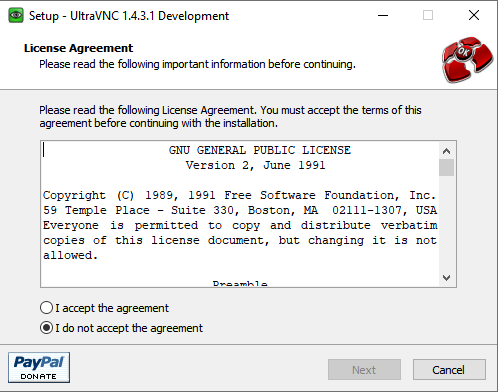 Setup - UltraVNC 1.4.3.1 Development
License Agreement
Please read the following important information before continuing.
OK
Please read the following License Agreement. You must accept the terms of this
agreement before continuing with the installation.
GNU GENERAL PUBLIC LICENSE
Version 2, June 1991
Copyright (C) 1989, 1991 Free Software Foundation, Inc.
59 Temple Place - Suite 330, Boston, MA  02111-1307, USA
Everyone is permitted to copy and distribute verbatim
copies of this license document, but changing it is not
allowed.
Preamble
I accept the agreement
I do not accept the agreement
PayPal
DONATE
Next
Cancel